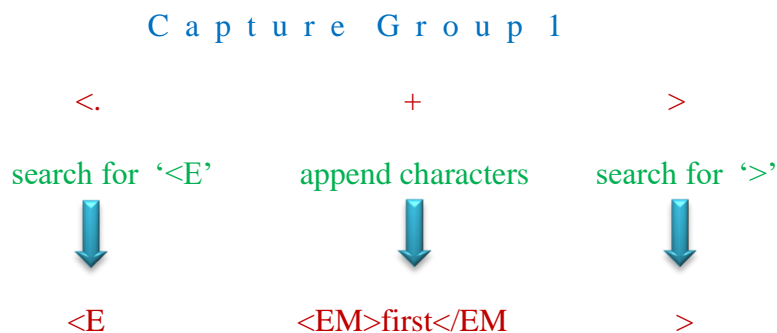 Capture Group 1
<. + >
search for ‘<E’ append characters search for ‘>’
<E <EM>first</EM >